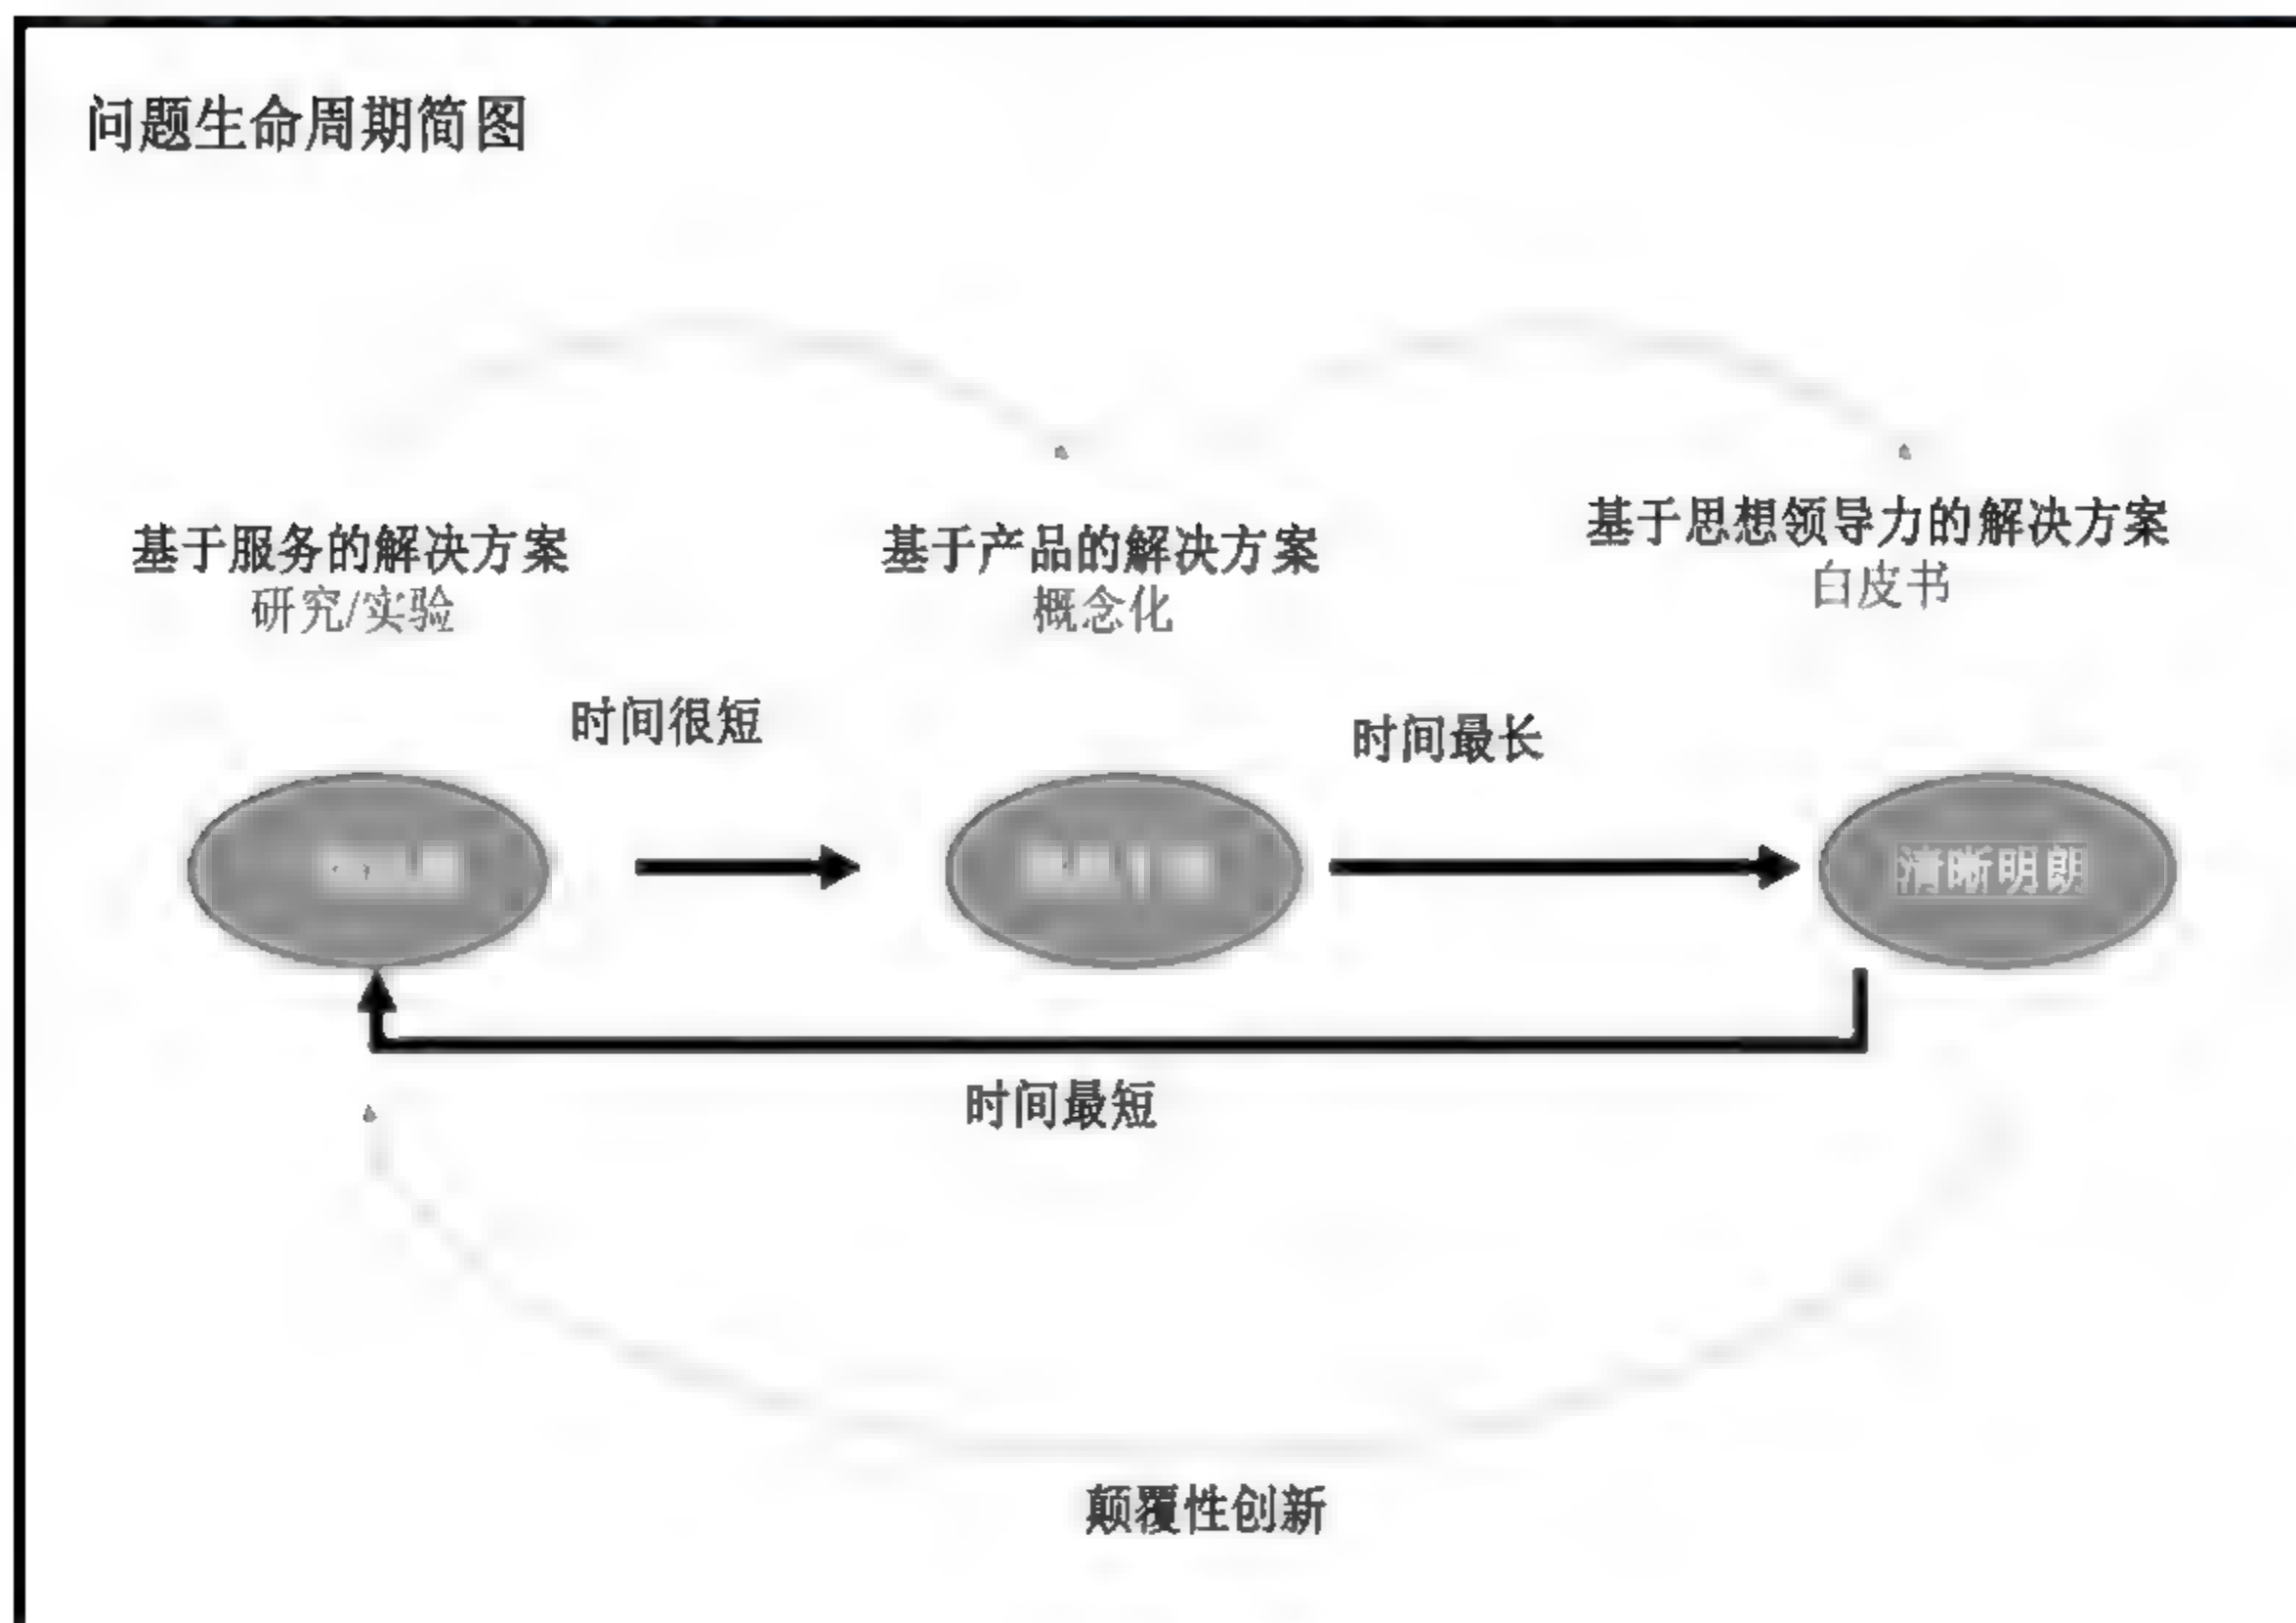 问题生命周期简图
基于服务的解决方案
研究/实验
基于产品的解决方案
概念化
基于思想领导力的解决方案
白皮书
时间很短
时间最长
清晰明朗
时间最短
颠覆性创新